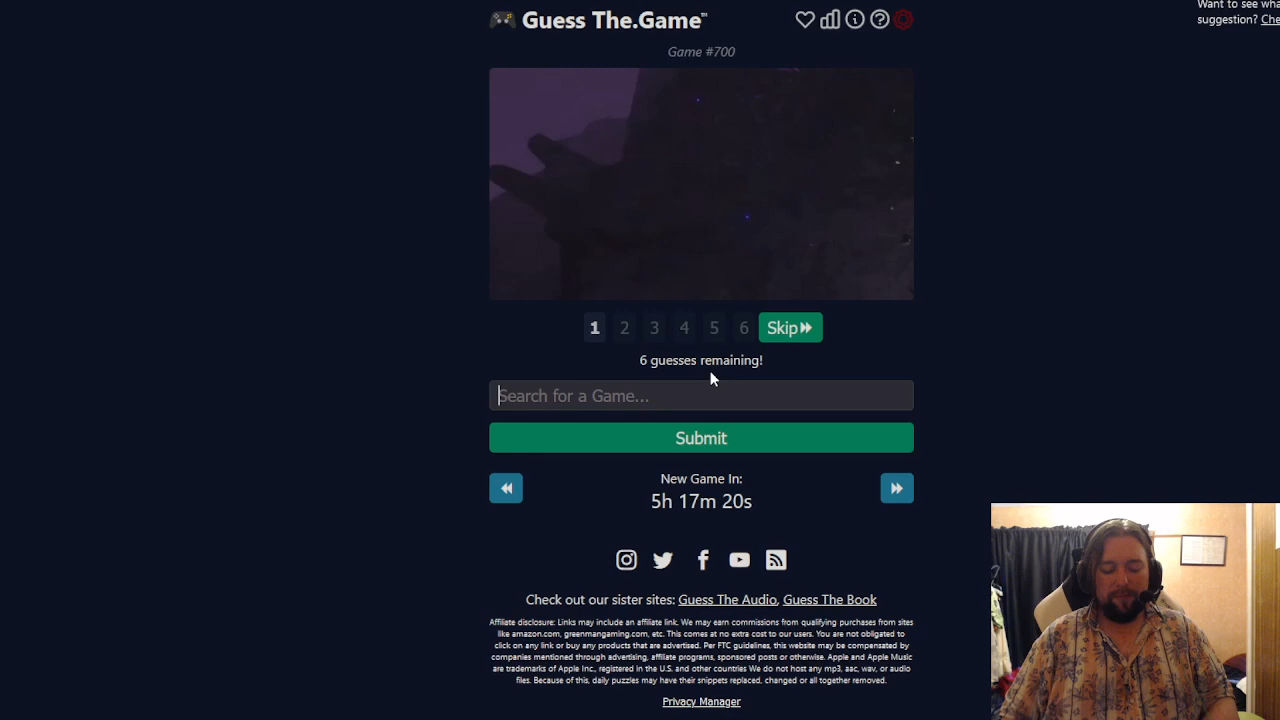 Want to see wha
suggestion? Che
Guess The.Game™
Game #700
1 2 3 4 5 6 Skip
6 guesses remaining!
Search for a Game...
Submit
New Game In:
5h 17m 20s
Check out our sister sites: Guess The Audio, Guess The Book
Affiliate disclosure: Links may include an affiliate link. We may earn commissions from qualifying purchases from sites
like amazon.com, greenmangaming.com, etc. This comes at no extra cost to our users. You are not obligated to
click on any link or buy any products that are advertised. Per FTC guidelines, this website may be compensated by
companies mentioned through advertising, affiliate programs, sponsored posts or otherwise. Apple and Apple Music
are trademarks of Apple Inc., registered in the U.S. and other countries We do not host any mp3, aac, wav, or audio
files. Because of this, daily puzzles may have their snippets replaced, changed or all together removed.
Privacy Manager